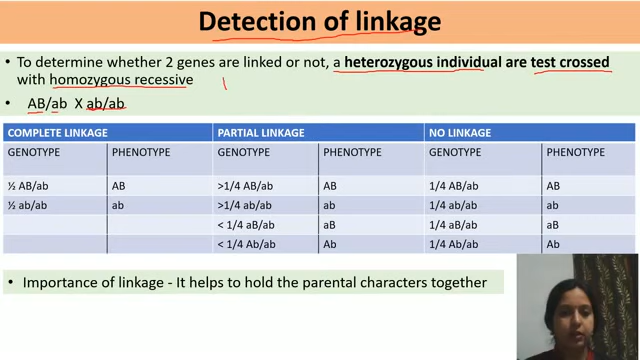 Detection of linkage
• To determine whether 2 genes are linked or not, a heterozygous individual are test crossed
with homozygous recessive
• AB/ab X ab/ab
COMPLETE LINKAGE PARTIAL LINKAGE NO LINKAGE
GENOTYPE PHENOTYPE GENOTYPE PHENOTYPE GENOTYPE PHENOTYPE
½ AB/ab AB >1/4 AB/ab AB 1/4 AB/ab AB
½ ab/ab ab >1/4 ab/ab ab 1/4 ab/ab ab
< 1/4 aB/ab aB 1/4 aB/ab aB
< 1/4 Ab/ab Ab 1/4 Ab/ab Ab
• Importance of linkage - It helps to hold the parental characters together